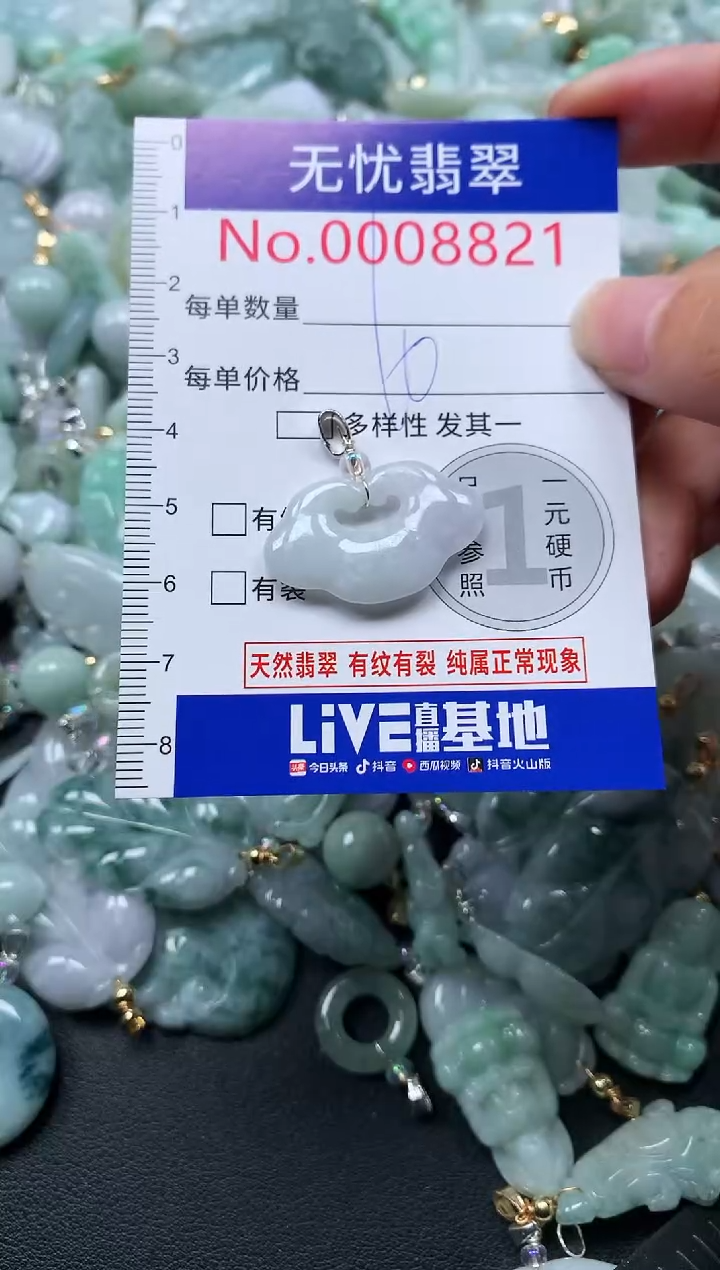 无忧翡翠
No.0008821
每单数量
每单价格
多样性 发其一
有
有装
参照
1
一元硬币
天然翡翠 有纹有裂 纯属正常现象
LiVE直播基地
头条 今日头条 抖音 西瓜视频 抖音火山版
0
1
2
3
4
5
6
7
8